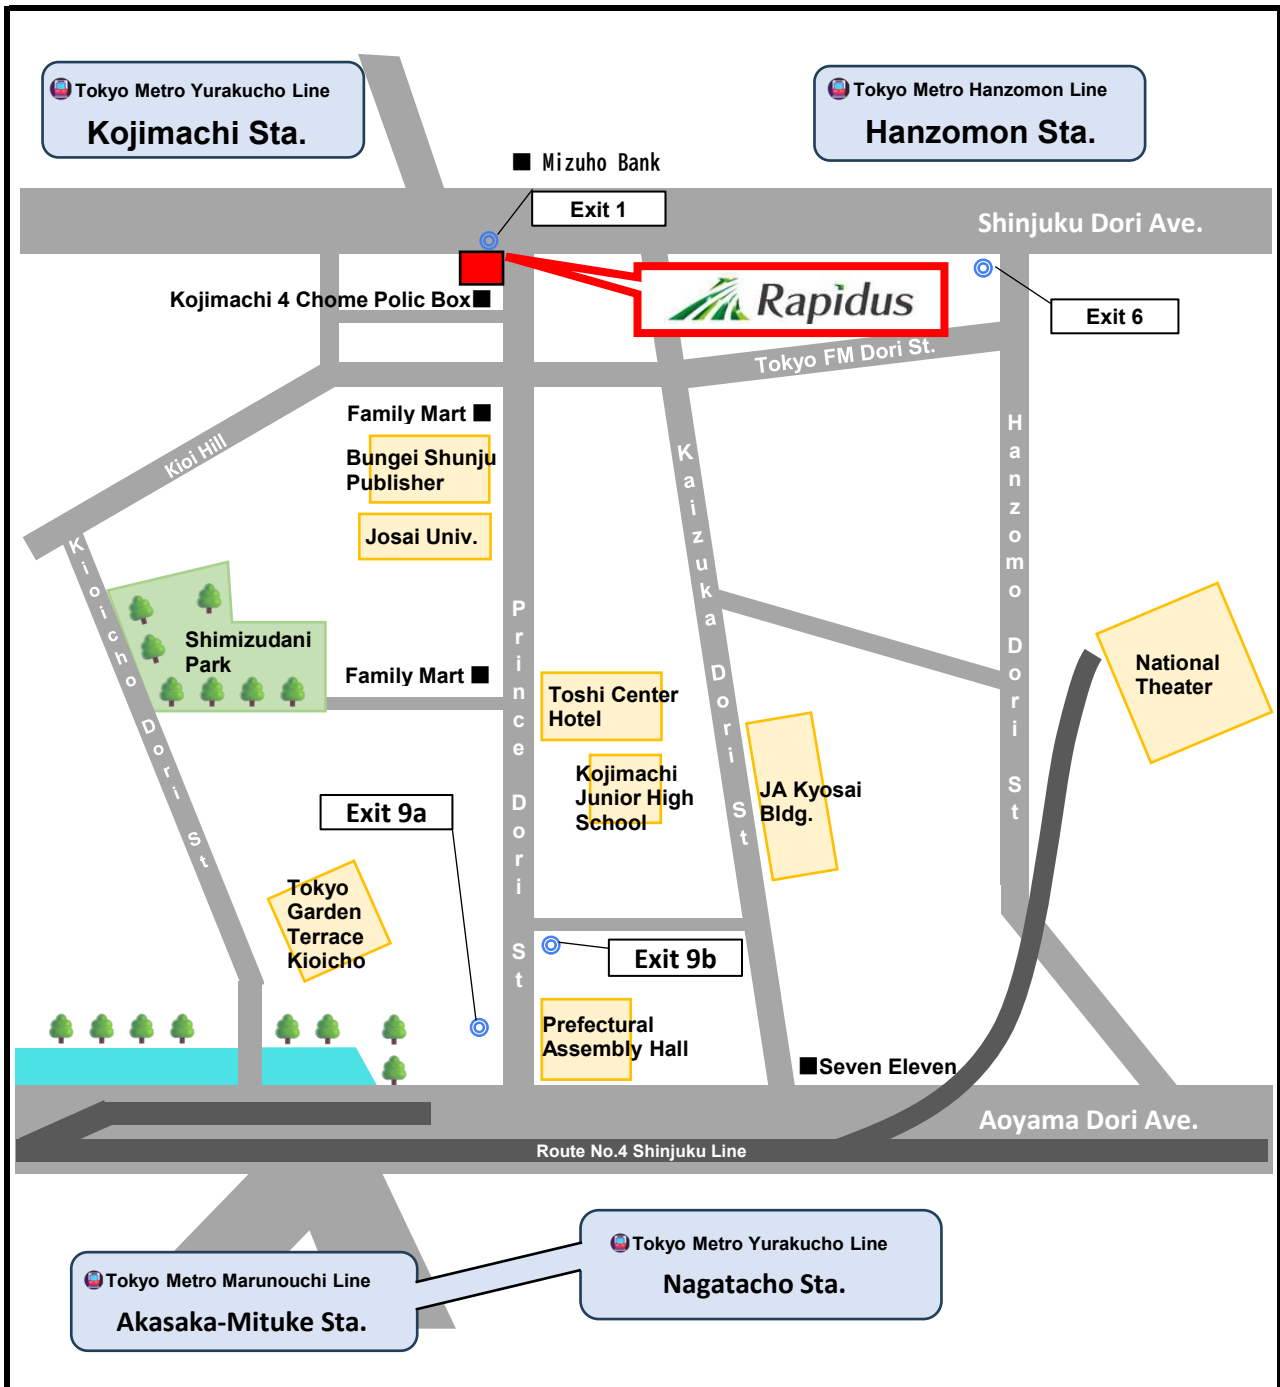 Tokyo Metro Yurakucho Line
Kojimachi Sta.
Tokyo Metro Hanzomon Line
Hanzomon Sta.
Mizuho Bank
Exit 1
Shinjuku Dori Ave.
Kojimachi 4 Chome Polic Box
Rapidus
Exit 6
Tokyo FM Dori St.
Family Mart
Kioi Hill
Bungei Shunju
Publisher
Josai Univ.
Kaizuka Dori St
Hanzomo Dori St
Kioicho Dori St
Prince Dori St
Shimizudani
Park
Family Mart
Toshi Center
Hotel
National
Theater
Kojimachi
Junior High
School
JA Kyosai
Bldg.
Exit 9a
Tokyo
Garden
Terrace
Kioicho
Exit 9b
Prefectural
Assembly Hall
Seven Eleven
Aoyama Dori Ave.
Route No.4 Shinjuku Line
Tokyo Metro Yurakucho Line
Nagatacho Sta.
Tokyo Metro Marunouchi Line
Akasaka-Mituke Sta.